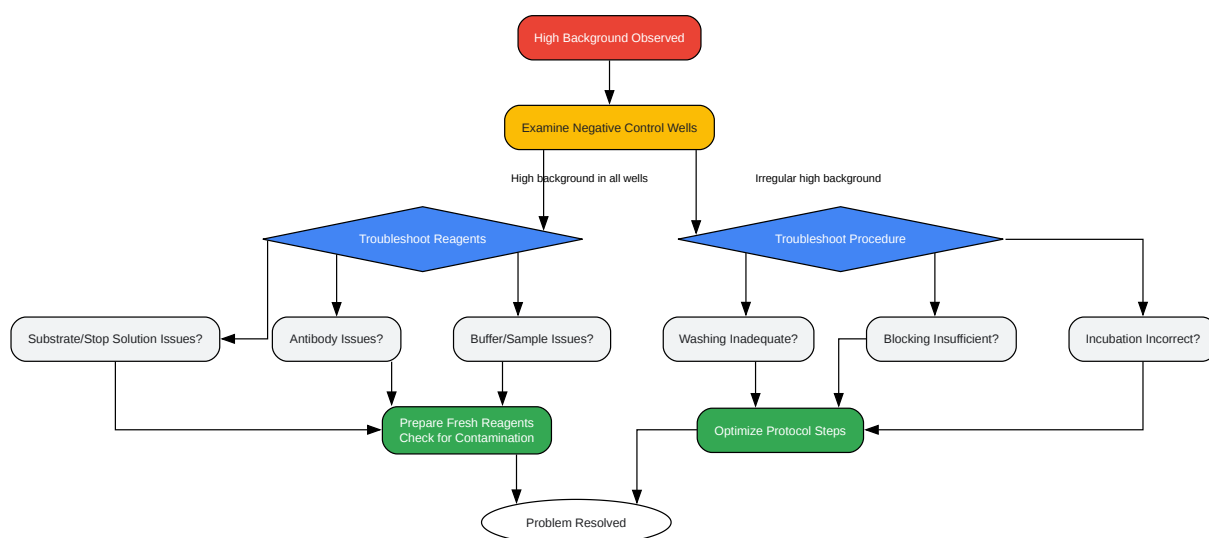 High Background Observed
Examine Negative Control Wells
High background in all wells
Irregular high background
Troubleshoot Reagents
Troubleshoot Procedure
Substrate/Stop Solution Issues?
Antibody Issues?
Buffer/Sample Issues?
Washing Inadequate?
Blocking Insufficient?
Incubation Incorrect?
Prepare Fresh Reagents
Check for Contamination
Optimize Protocol Steps
Problem Resolved